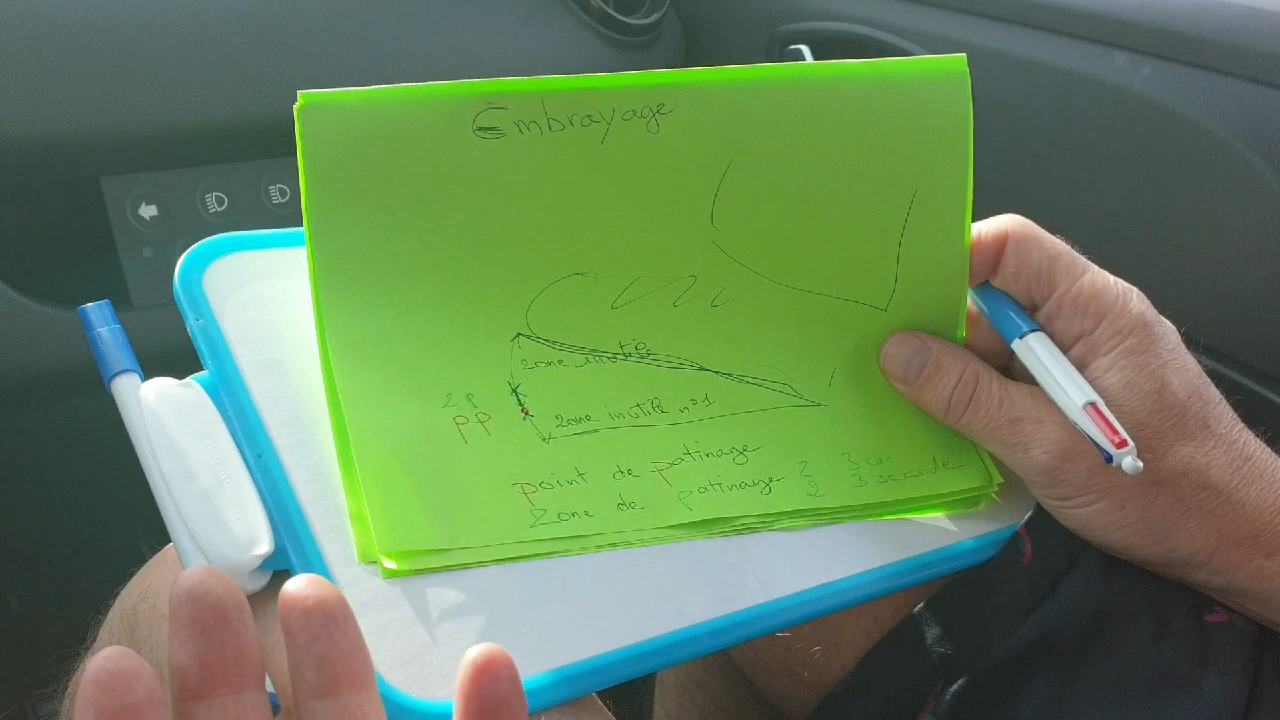 Embrayage
Zone inutile
Zone inutile n°1
PP
point de patinage
Zone de patinage 2 3 cm
2 3 seconde